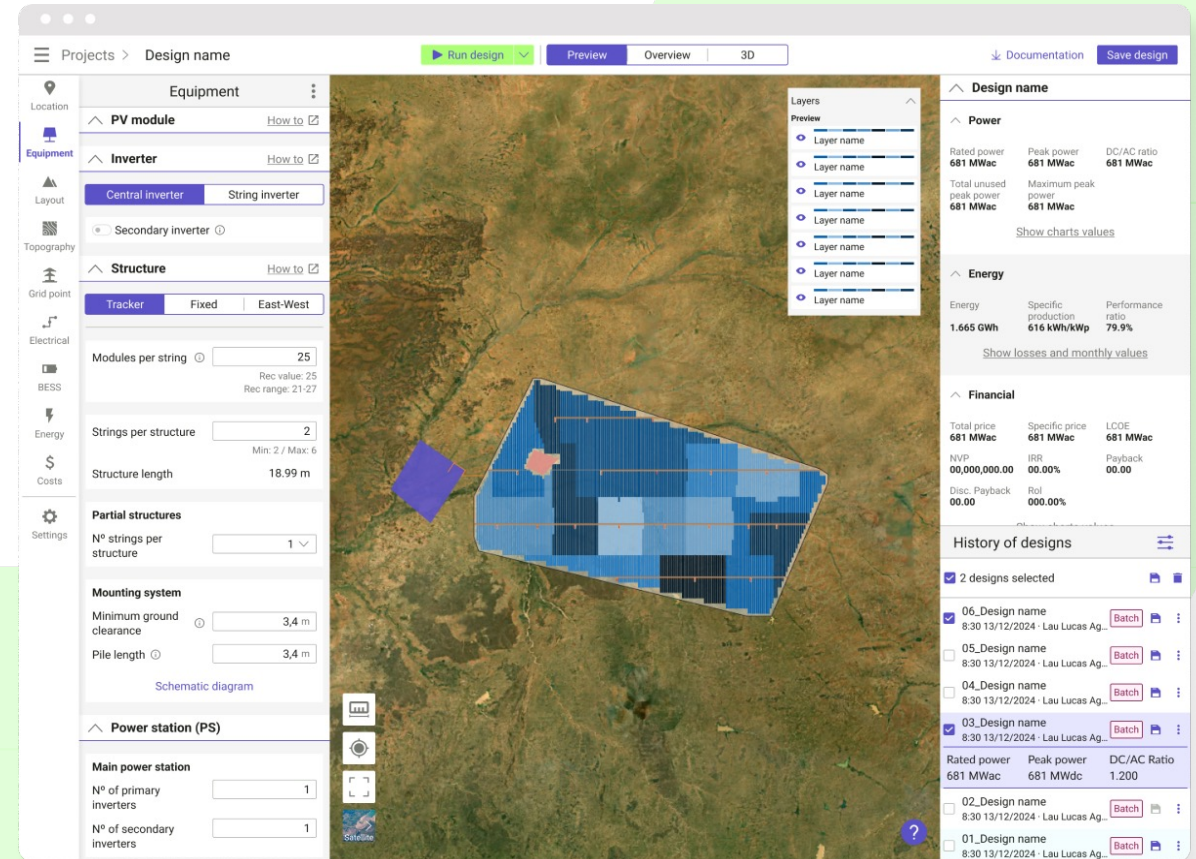 Projects > Design name
Run design
Preview Overview 3D
Documentation
Save design
Location
Equipment
Layout
Topography
Grid point
Electrical
BESS
Energy
Costs
Settings
Equipment
PV module How to
Inverter How to
Central inverter String inverter
Secondary inverter
Structure How to
Tracker Fixed East-West
Modules per string 25
Rec value: 25
Rec range: 21-27
Strings per structure 2
Min: 2 / Max: 6
Structure length 18.99 m
Partial structures
Nº strings per
structure
1
Mounting system
Minimum ground
clearance
3,4 m
Pile length 3,4 m
Schematic diagram
Power station (PS)
Main power station
Nº of primary
inverters
1
Nº of secondary
inverters
1
Layers
Preview
Layer name
Layer name
Layer name
Layer name
Layer name
Layer name
Layer name
Satellite
?
Design name
Power
Rated power Peak power DC/AC ratio
681 MWac 681 MWac 681 MWac
Total unused Maximum peak
peak power power
681 MWac 681 MWac
Show charts values
Energy
Energy Specific Performance
production ratio
1.665 GWh 616 kWh/kWp 79.9%
Show losses and monthly values
Financial
Total price Specific price LCOE
681 MWac 681 MWac 681 MWac
NVP IRR Payback
00,000,000.00 00.00% 00.00
Disc. Payback RoI
00.00 000.00%
History of designs
2 designs selected
06_Design name
8:30 13/12/2024 · Lau Lucas Ag... Batch
05_Design name
8:30 13/12/2024 · Lau Lucas Ag... Batch
04_Design name
8:30 13/12/2024 · Lau Lucas Ag... Batch
03_Design name
8:30 13/12/2024 · Lau Lucas Ag... Batch
Rated power Peak power DC/AC Ratio
681 MWac 681 MWdc 1.200
02_Design name
8:30 13/12/2024 · Lau Lucas Ag... Batch
01_Design name
8:30 13/12/2024 · Lau Lucas Ag... Batch